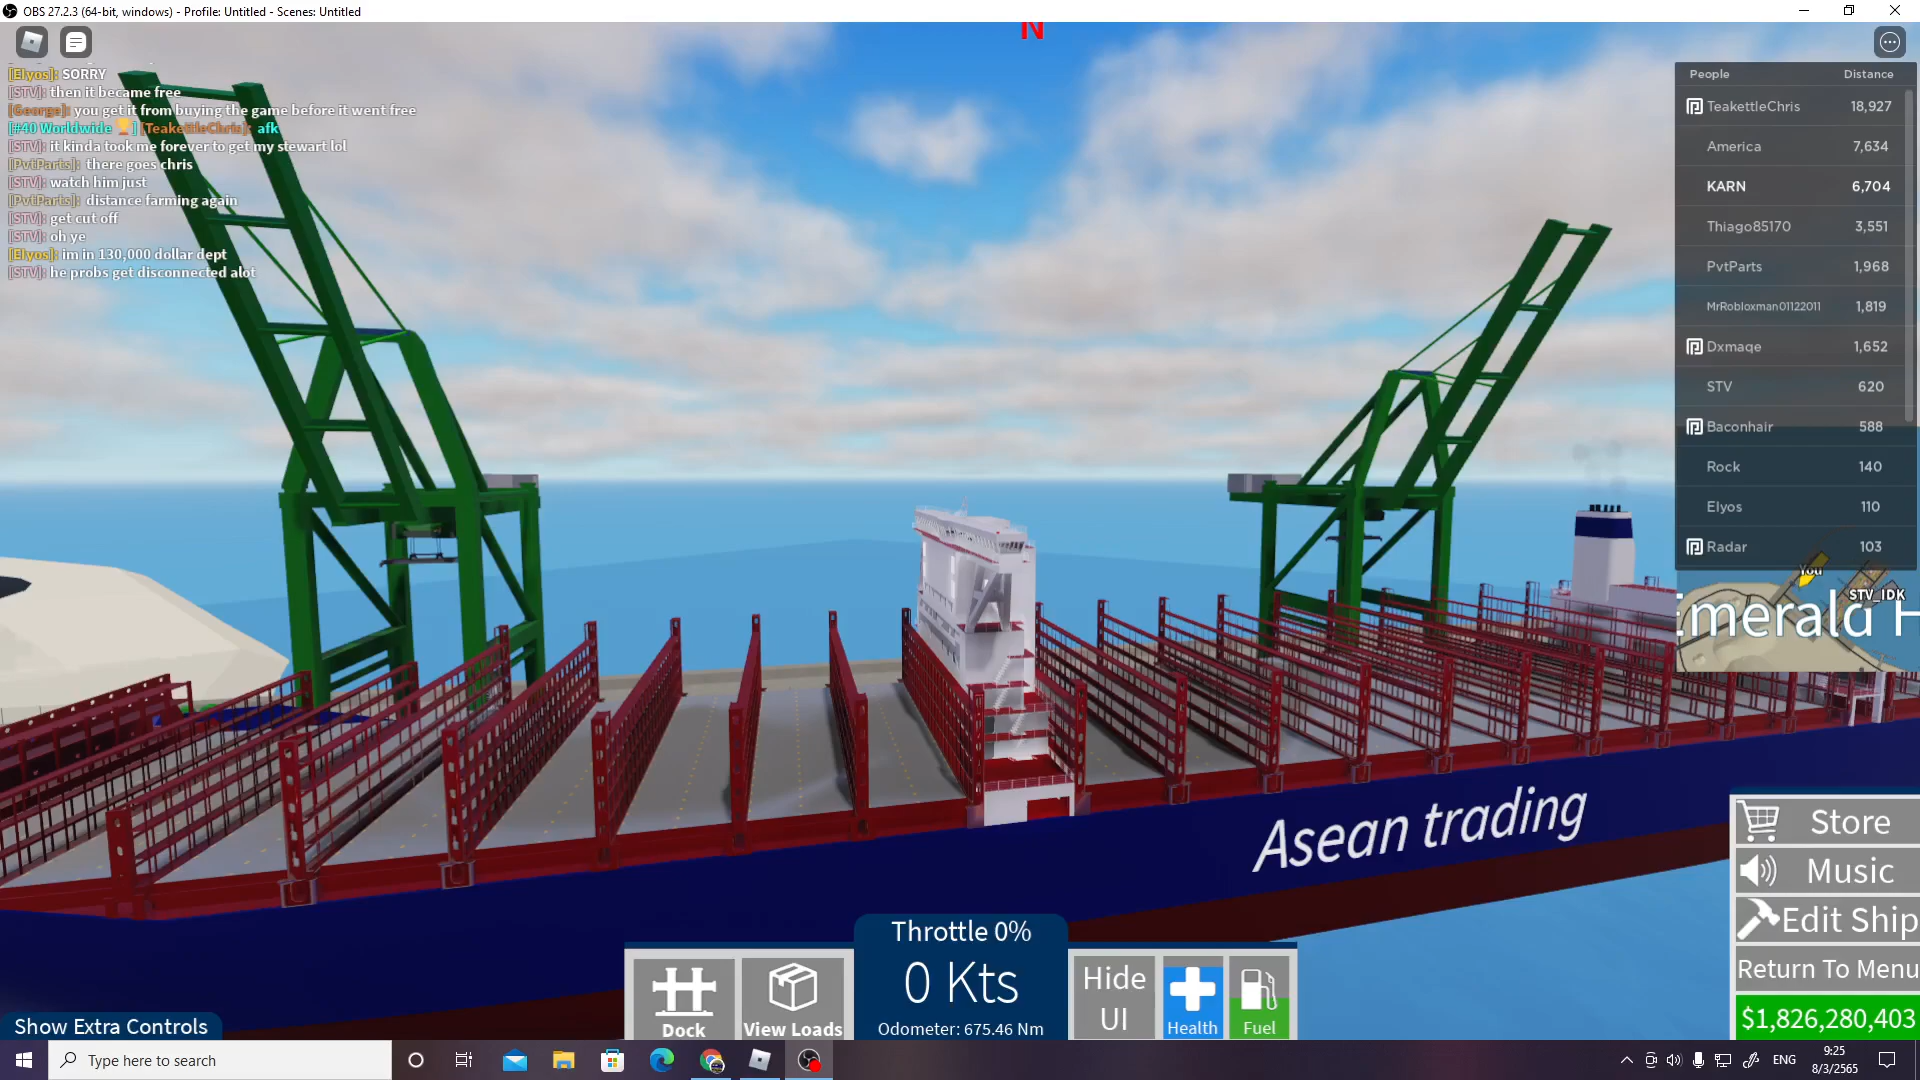 OBS 27.2.3 (64-bit, windows) - Profile: Untitled - Scenes: Untitled
N
[Elyos]: SORRY
[STV]: then it became free
[George]: you get it from buying the game before it went free
[#40 Worldwide 🏆] [TeakettleChris]: afk
[STV]: it kinda took me forever to get my stewart lol
[PvtParts]: there goes chris
[STV]: watch him just
[PvtParts]: distance farming again
[STV]: get cut off
[STV]: oh ye
[Elyos]: im in 130,000 dollar dept
[STV]: he probs get disconnected alot
People Distance
TeakettleChris 18,927
America 7,634
KARN 6,704
Thiago85170 3,551
PvtParts 1,968
MrRobloxman01122011 1,819
Dxmaqe 1,652
STV 620
Baconhair 588
Rock 140
Elyos 110
Radar 103
You
STV_IDK
Emerald H
A
Asean trading
Store
Music
Edit Ship
Return To Menu
$1,826,280,403
Throttle 0%
0 Kts
Odometer: 675.46 Nm
Dock
View Loads
Hide
UI
Health
Fuel
Show Extra Controls
Type here to search
ENG
9:25
8/3/2565